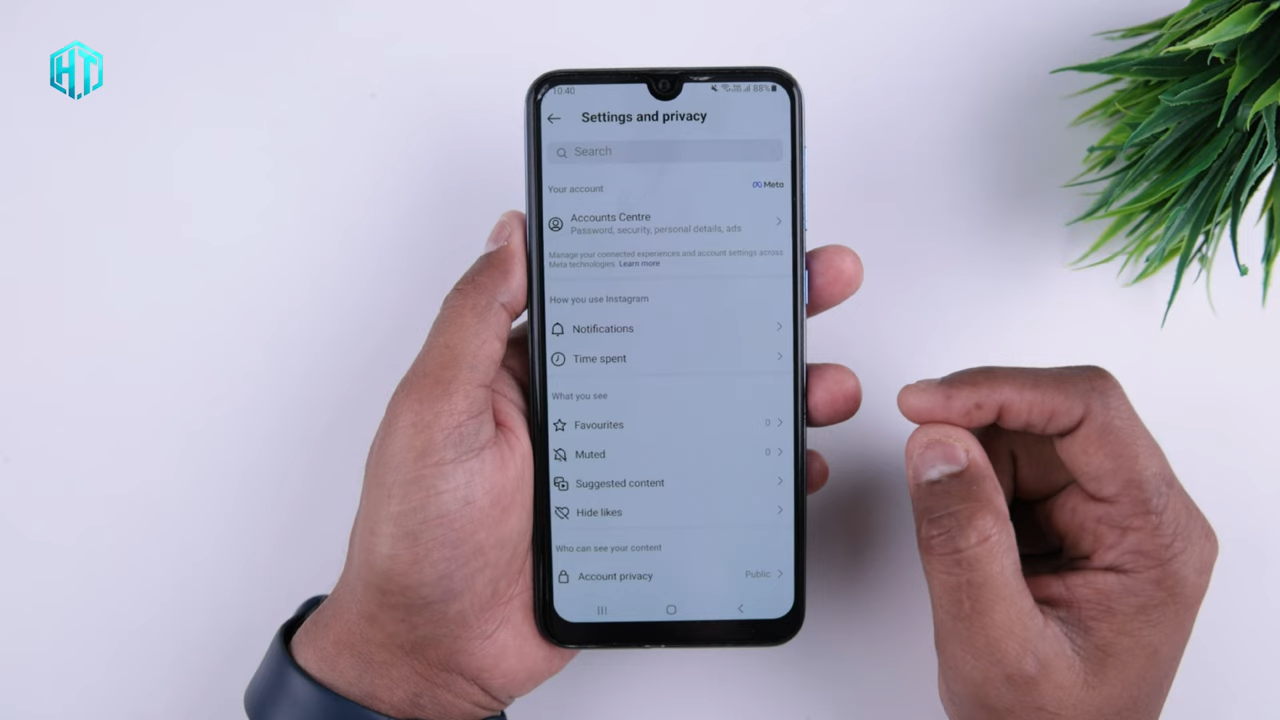 H.T
10:40
88%
Settings and privacy
Search
Your account
Meta
Accounts Centre
Password, security, personal details, ads
Manage your connected experiences and account settings across
Meta technologies. Learn more
How you use Instagram
Notifications
Time spent
What you see
Favourites 0
Muted 0
Suggested content
Hide likes
Who can see your content
Account privacy Public